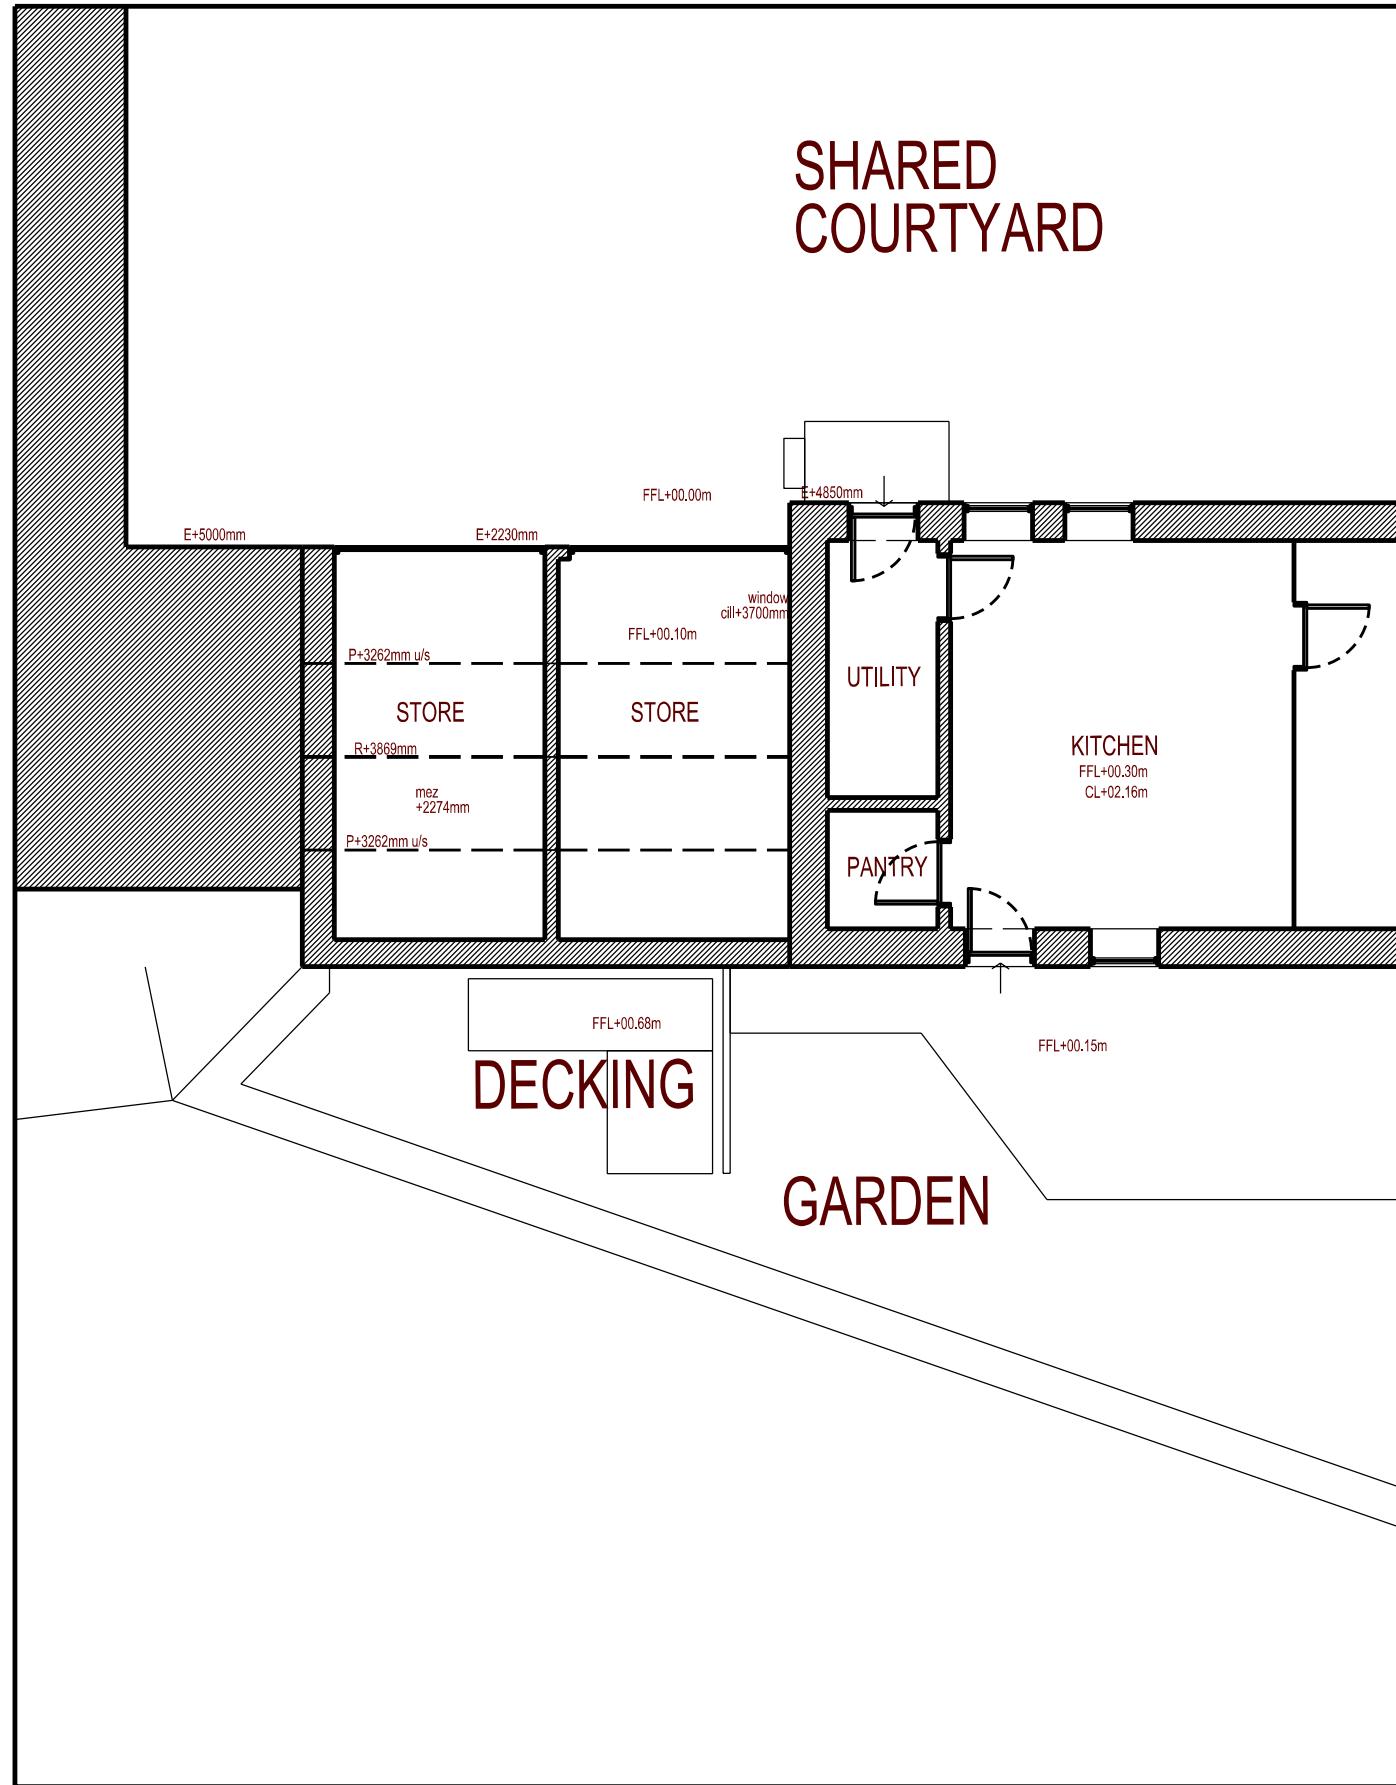 SHARED
COURTYARD
FFL+00.00m
E+4850mm
E+5000mm
E+2230mm
window
cill+3700mm
FFL+00.10m
P+3262mm u/s
UTILITY
STORE
STORE
R+3869mm
KITCHEN
FFL+00.30m
CL+02.16m
mez
+2274mm
P+3262mm u/s
PANTRY
FFL+00.68m
FFL+00.15m
DECKING
GARDEN